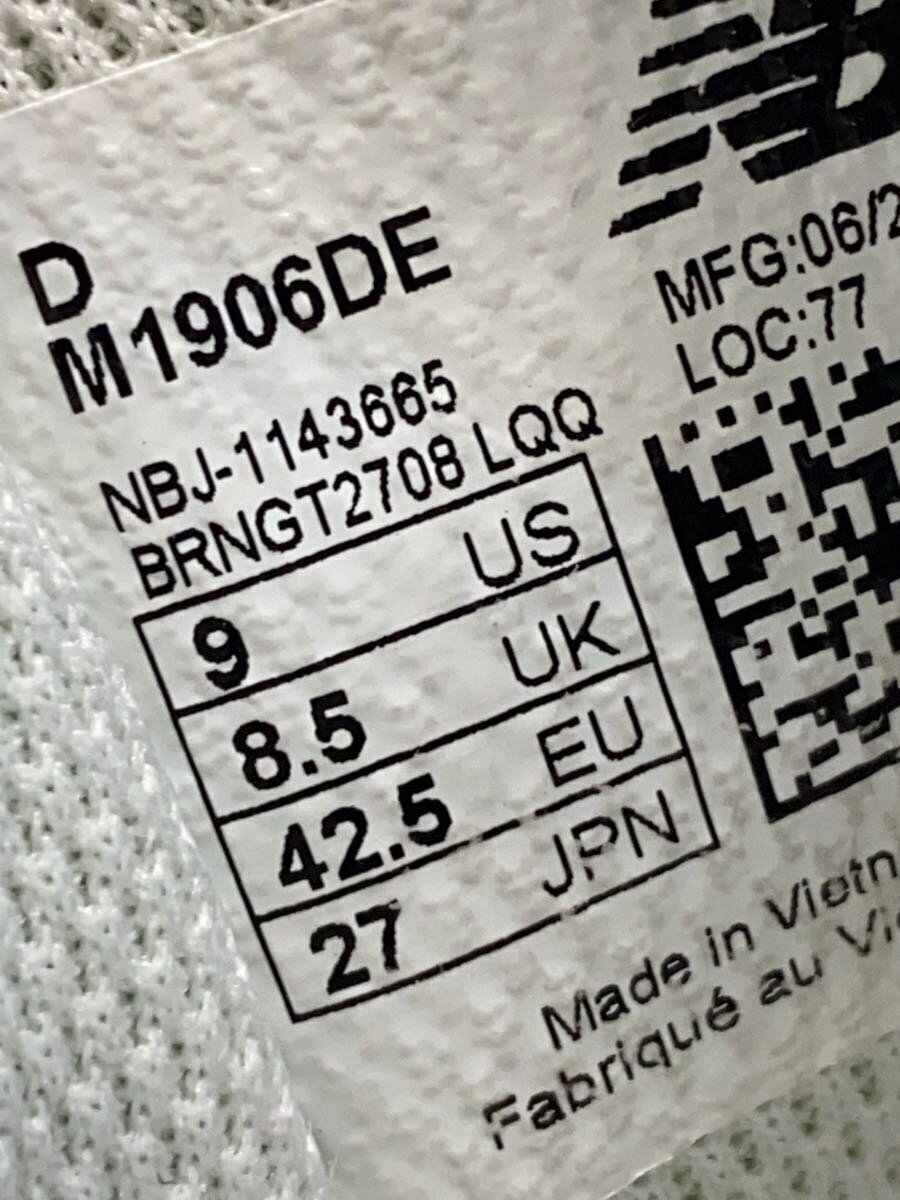 D
M1906DE
NBJ-1143665
BRNGT2708 LQQ
9 US
8.5 UK
42.5 EU
27 JPN
MFG:06/2
LOC:77
Made in Vietn
Fabriqué au Vi